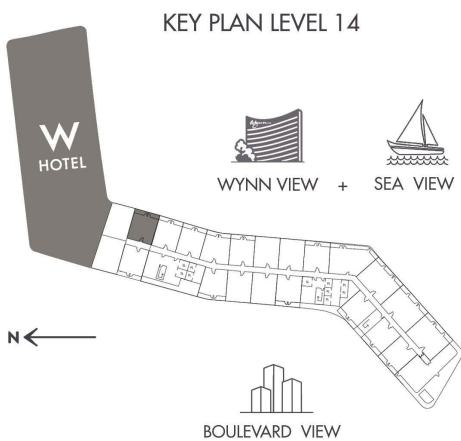 KEY PLAN LEVEL 14
W
HOTEL
WYNN VIEW + SEA VIEW
N
BOULEVARD VIEW